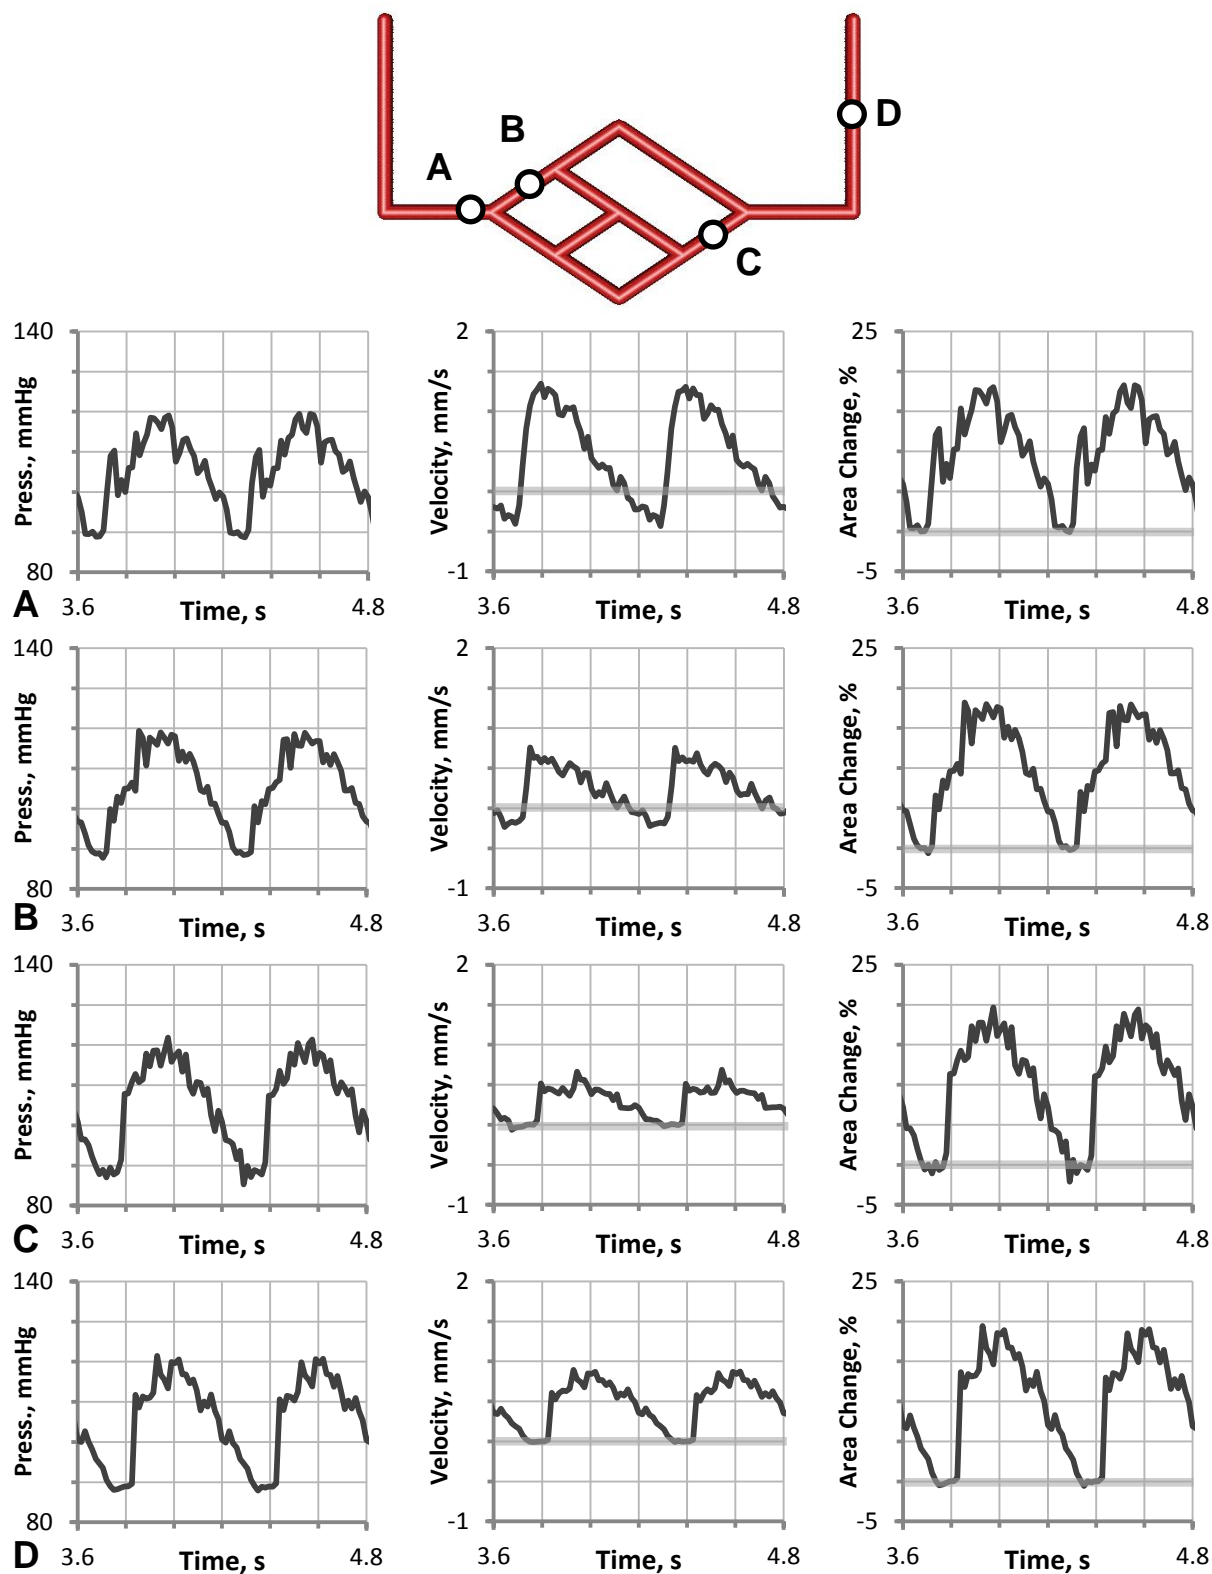 B
A
D
C
140
Press., mmHg
80
3.6
Time, s
4.8
2
Velocity, mm/s
-1
3.6
Time, s
4.8
25
Area Change, %
-5
3.6
Time, s
4.8
A
140
Press., mmHg
80
3.6
Time, s
4.8
2
Velocity, mm/s
-1
3.6
Time, s
4.8
25
Area Change, %
-5
3.6
Time, s
4.8
B
140
Press., mmHg
80
3.6
Time, s
4.8
2
Velocity, mm/s
-1
3.6
Time, s
4.8
25
Area Change, %
-5
3.6
Time, s
4.8
C
140
Press., mmHg
80
3.6
Time, s
4.8
2
Velocity, mm/s
-1
3.6
Time, s
4.8
25
Area Change, %
-5
3.6
Time, s
4.8
D